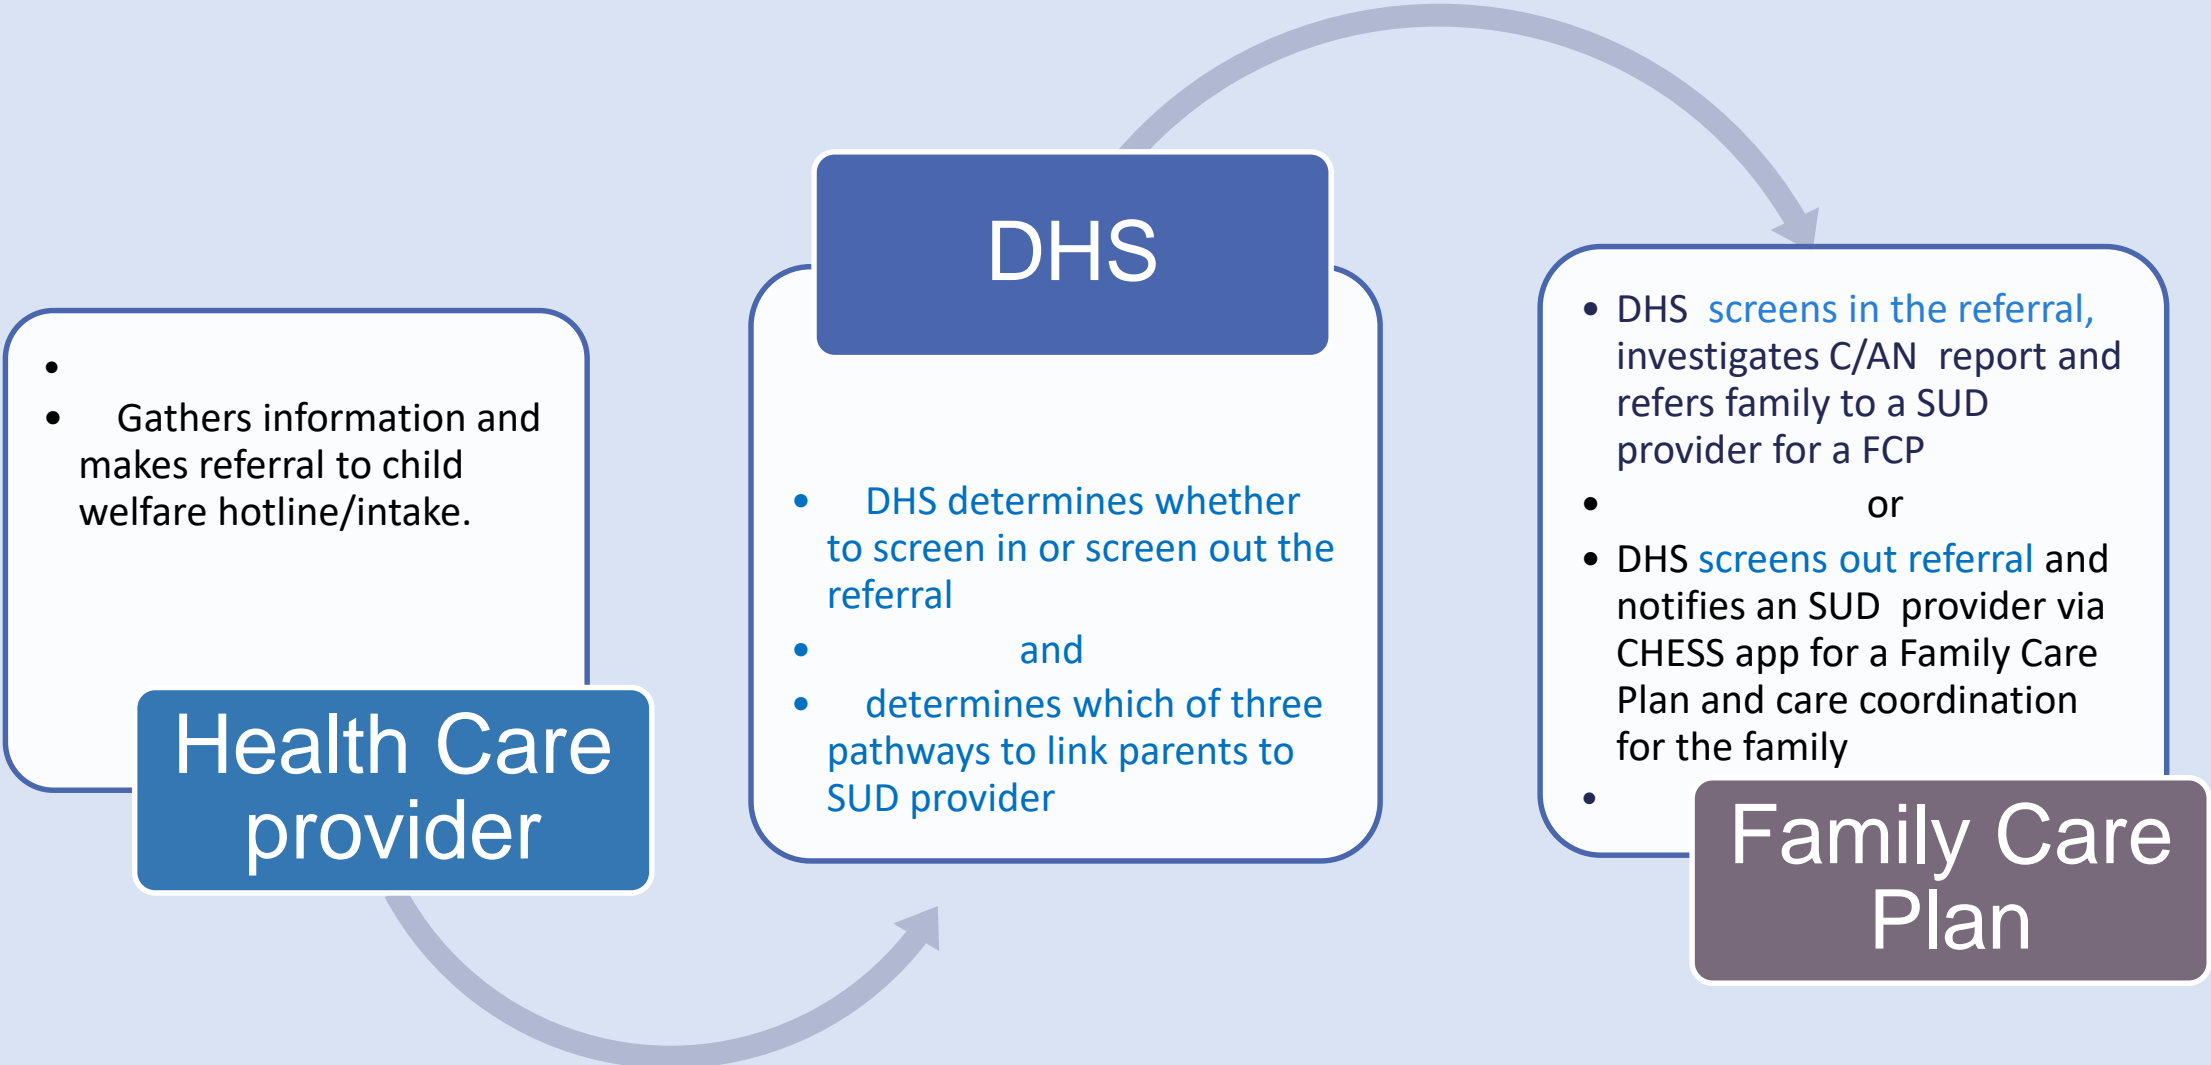 •
• Gathers information and
makes referral to child
welfare hotline/intake.
Health Care
provider
DHS
• DHS determines whether
to screen in or screen out the
referral
• and
• determines which of three
pathways to link parents to
SUD provider
• DHS screens in the referral,
investigates C/AN report and
refers family to a SUD
provider for a FCP
• or
• DHS screens out referral and
notifies an SUD provider via
CHESS app for a Family Care
Plan and care coordination
for the family
•
Family Care
Plan